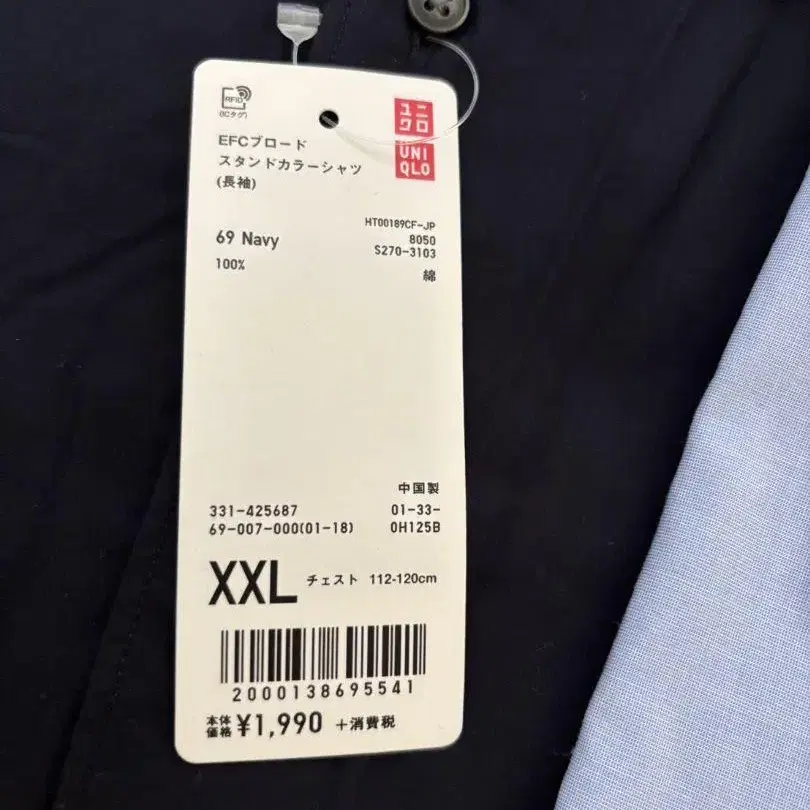 RFID
(ICタグ)
ユニ
クロ
UNI
QLO
EFCブロード
スタンドカラーシャツ
(長袖)
HT00189CF-JP
69 Navy
8050
S270-3103
100%
綿
中国製
331-425687
01-33-
69-007-000(01-18)
0H125B
XXL チェスト 112-120cm
2000138695541
本体価格 ¥1,990 +消費税